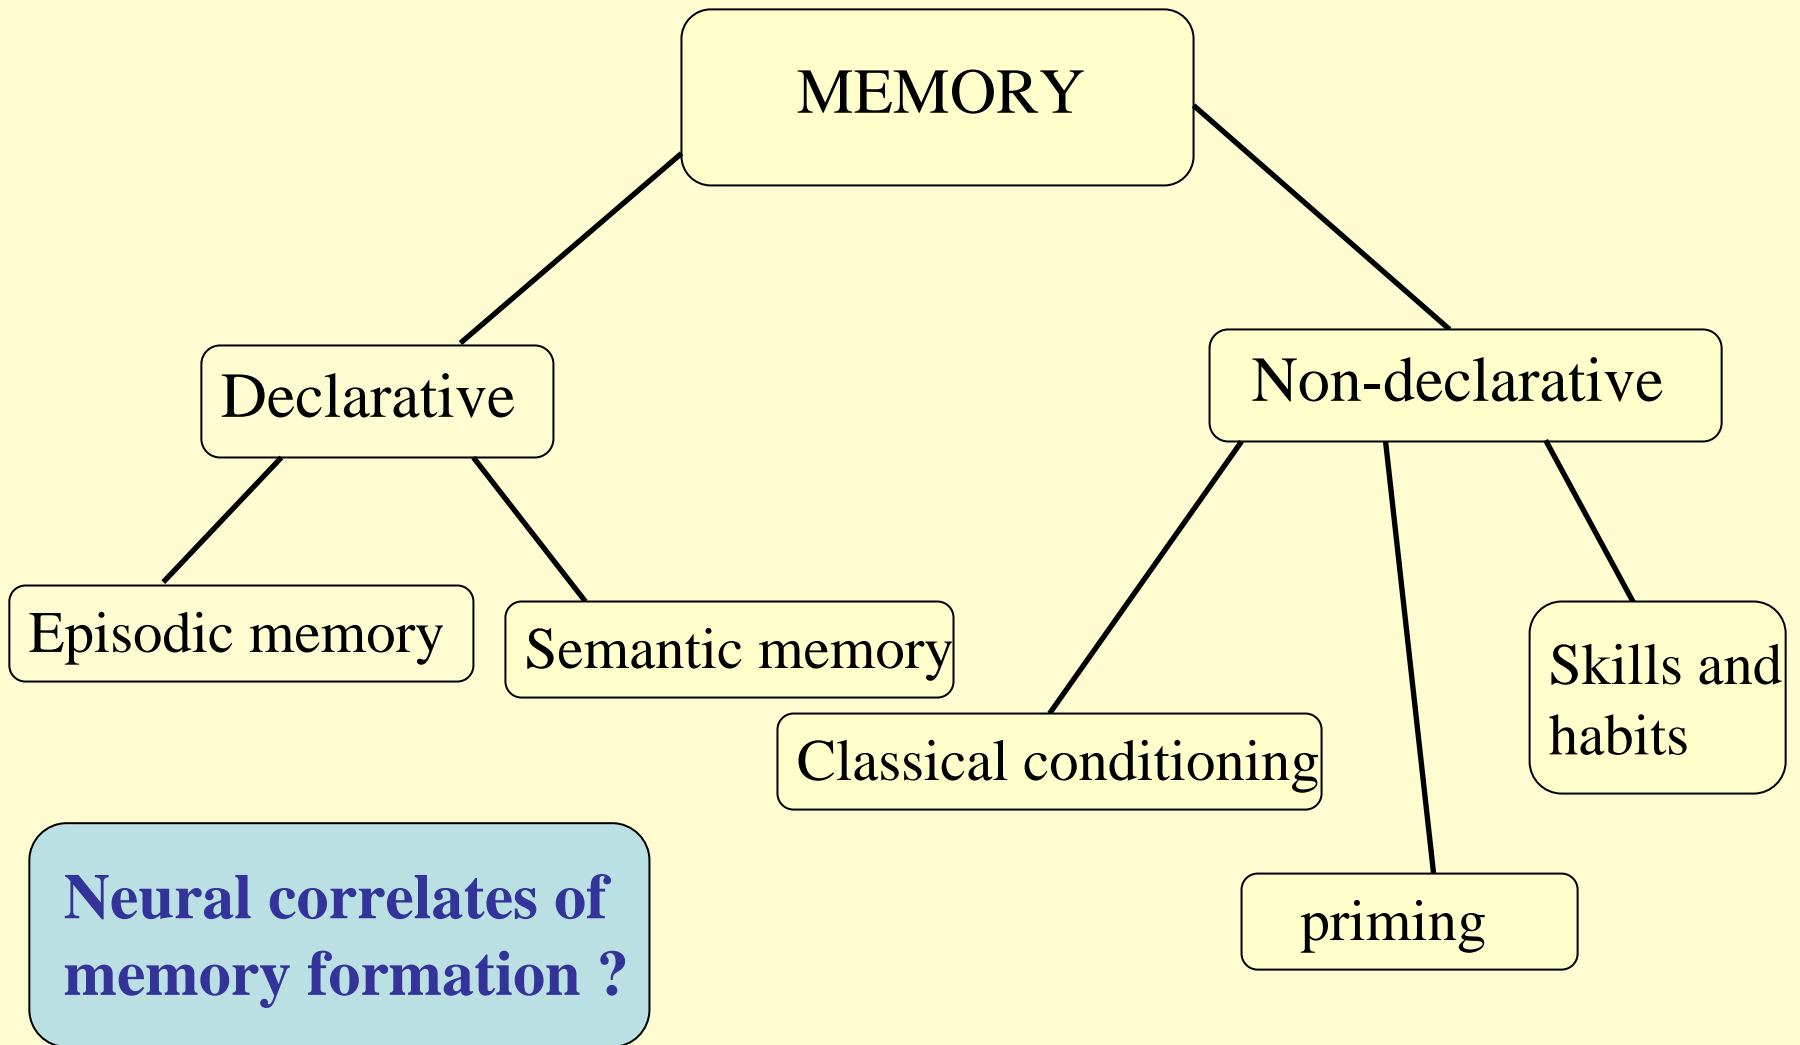 MEMORY
Declarative
Non-declarative
Episodic memory
Semantic memory
Classical conditioning
Skills and
habits
priming
Neural correlates of
memory formation ?